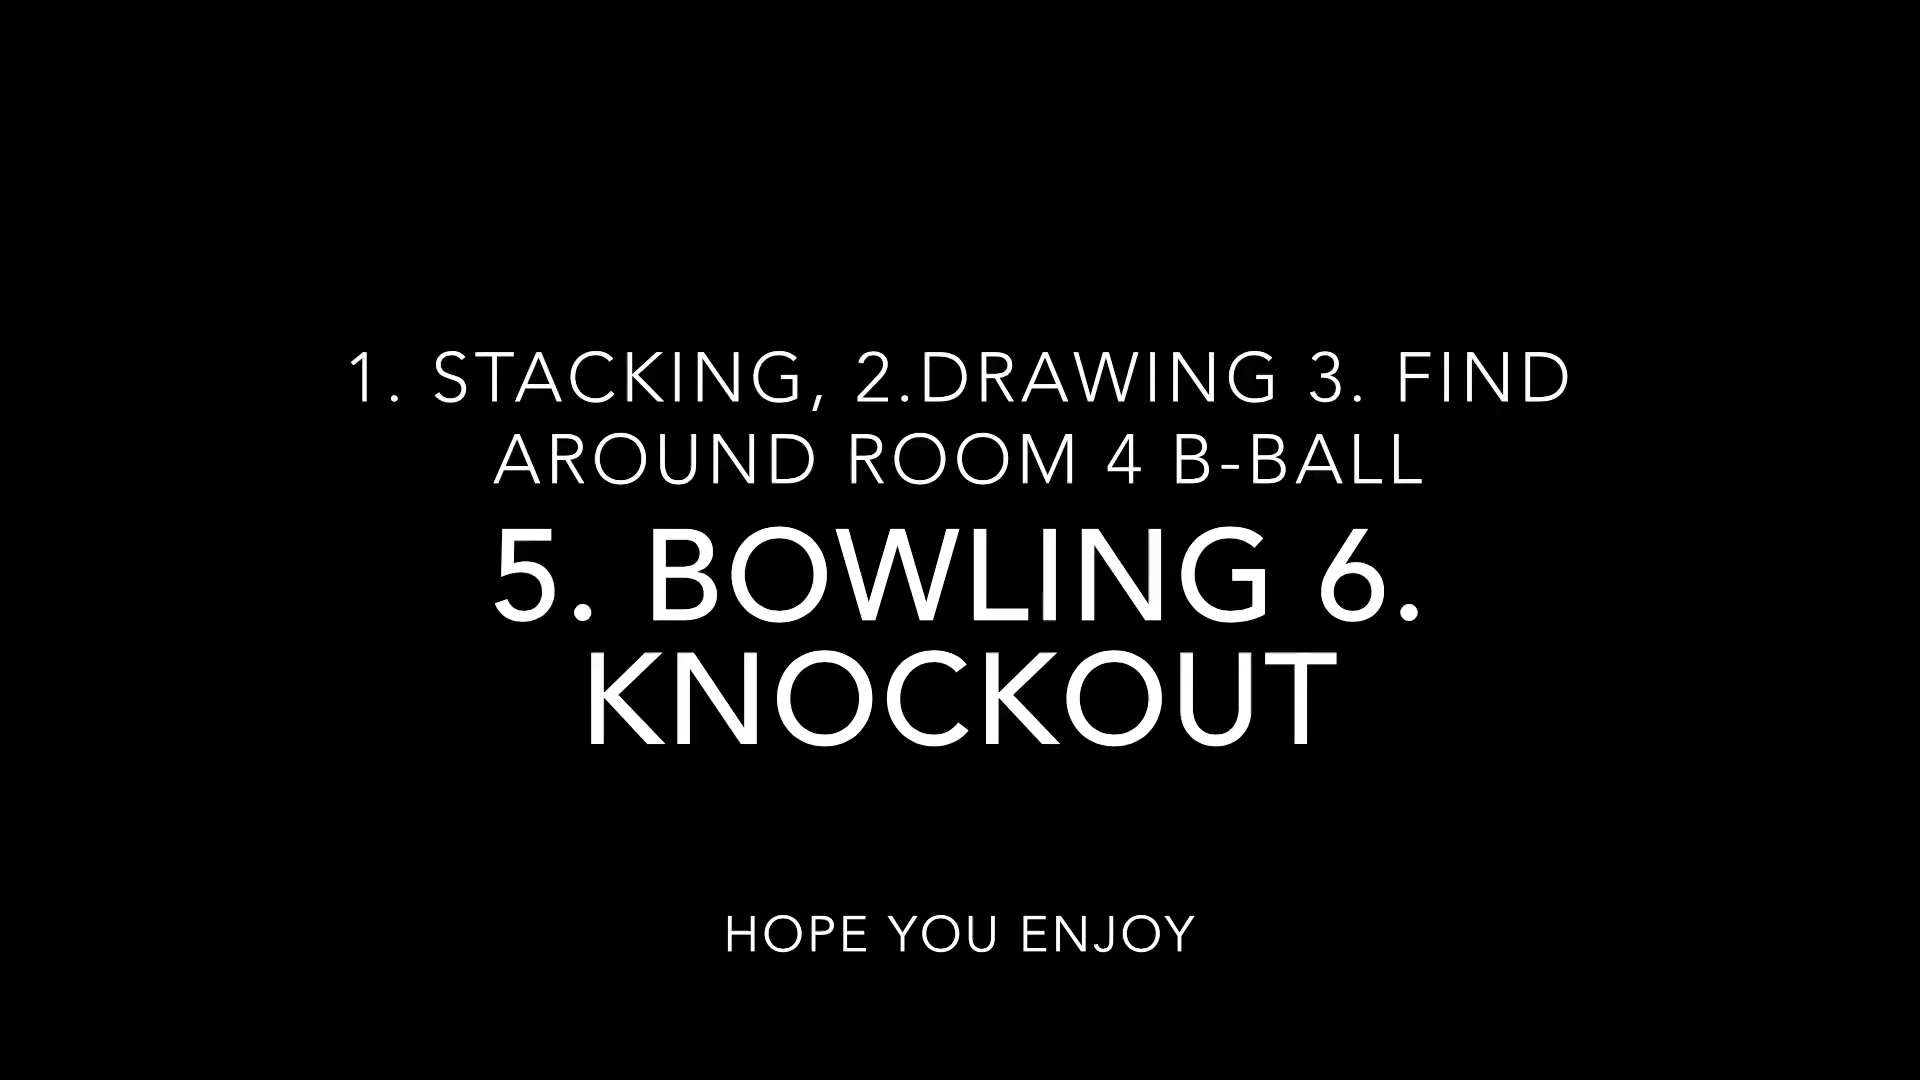 1. STACKING, 2.DRAWING 3. FIND
AROUND ROOM 4 B-BALL
5. BOWLING 6.
KNOCKOUT
HOPE YOU ENJOY